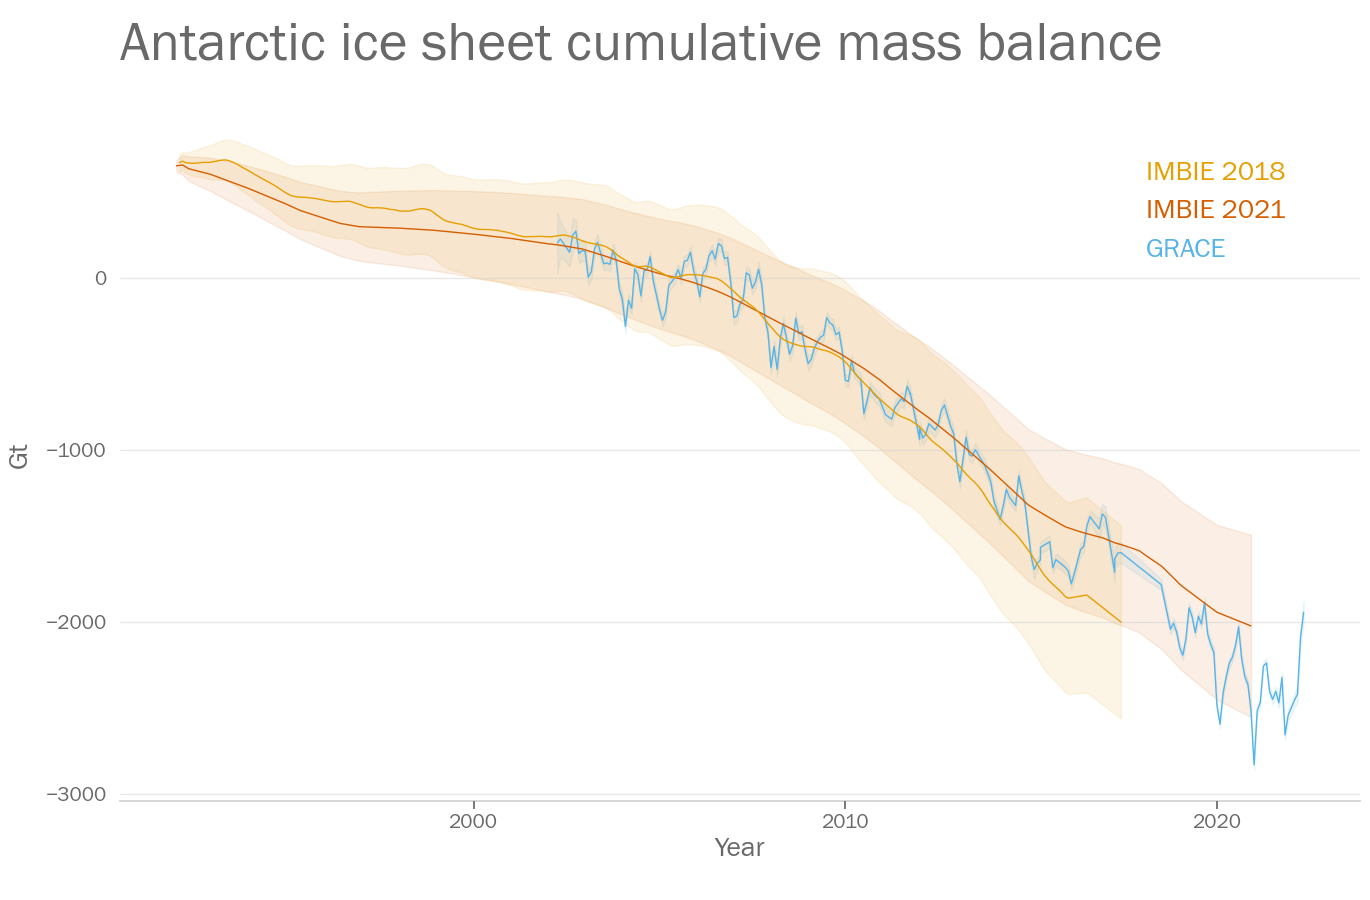 Antarctic ice sheet cumulative mass balance
IMBIE 2018
IMBIE 2021
GRACE
0
−1000
−2000
−3000
Gt
2000 2010 2020
Year